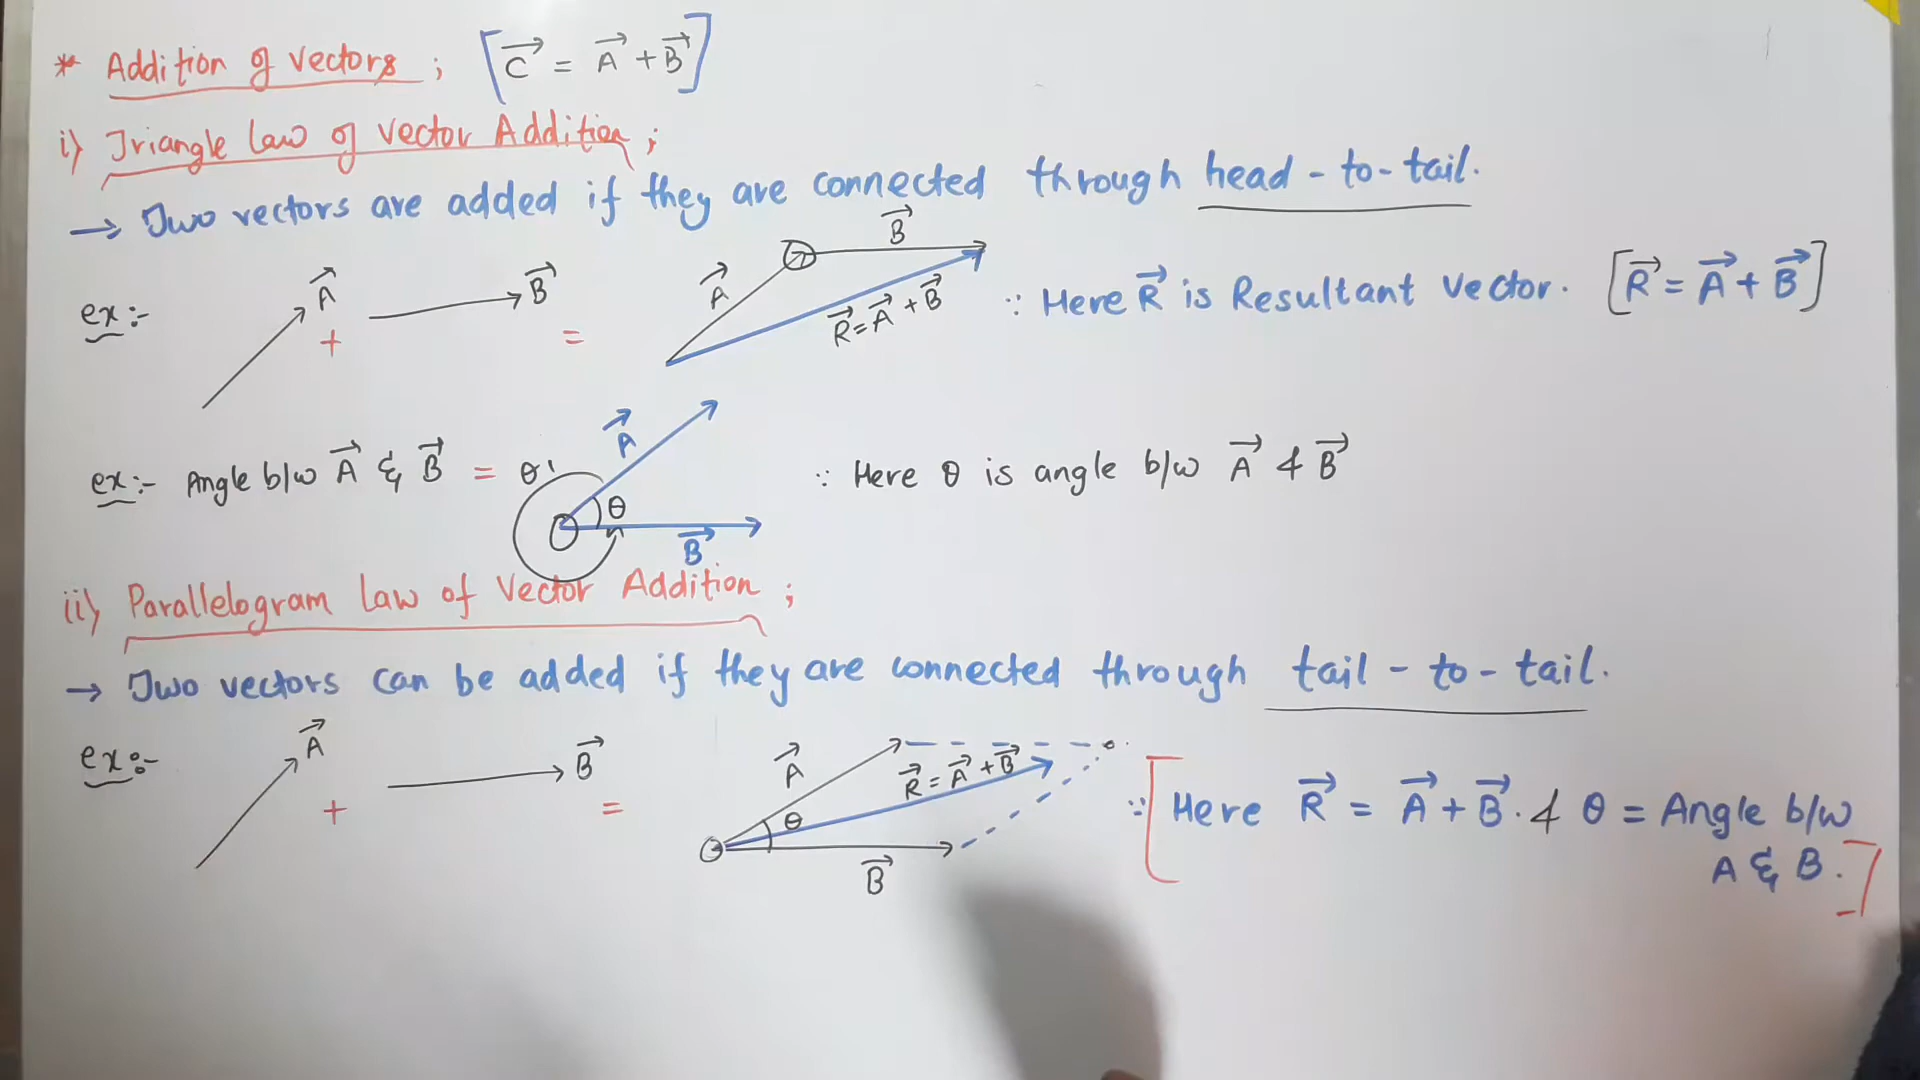 * Addition of vectors ; [C⃗ = A⃗ + B⃗]
i) Triangle law of vector Addition ;
→ Two vectors are added if they are connected through head-to-tail.
ex:- A⃗ + B⃗ = A⃗ B⃗ R⃗ = A⃗ + B⃗ ∵ Here R⃗ is Resultant vector. [R⃗ = A⃗ + B⃗]
ex:- Angle b/w A⃗ & B⃗ = θ' A⃗ θ B⃗ ∵ Here θ is angle b/w A⃗ & B⃗
ii) Parallelogram law of Vector Addition ;
→ Two vectors can be added if they are connected through tail-to-tail.
ex:- A⃗ + B⃗ = A⃗ θ B⃗ R⃗ = A⃗ + B⃗ ∵ [Here R⃗ = A⃗ + B⃗. & θ = Angle b/w
A & B.]